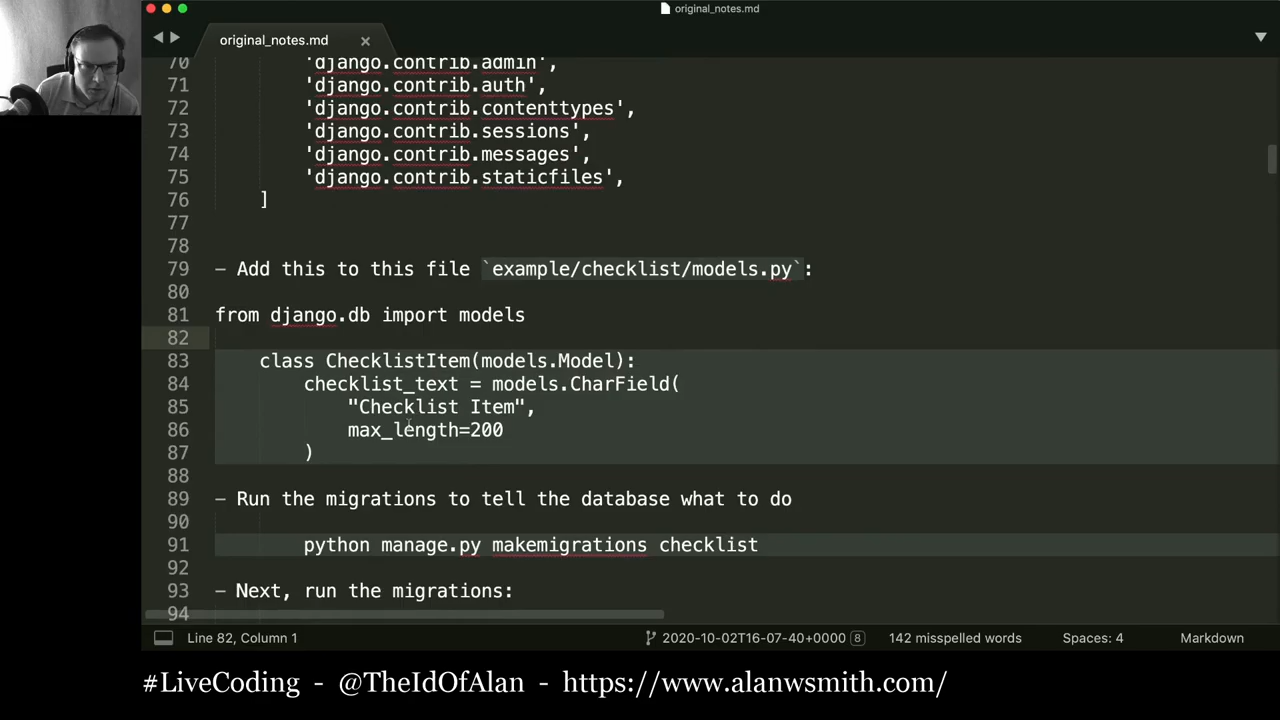 original_notes.md
original_notes.md ×
70 'django.contrib.admin',
71 'django.contrib.auth',
72 'django.contrib.contenttypes',
73 'django.contrib.sessions',
74 'django.contrib.messages',
75 'django.contrib.staticfiles',
76 ]
77
78
79 - Add this to this file `example/checklist/models.py`:
80
81 from django.db import models
82
83 class ChecklistItem(models.Model):
84 checklist_text = models.CharField(
85 "Checklist Item",
86 max_length=200
87 )
88
89 - Run the migrations to tell the database what to do
90
91 python manage.py makemigrations checklist
92
93 - Next, run the migrations:
94
Line 82, Column 1 2020-10-02T16-07-40+0000 8 142 misspelled words Spaces: 4 Markdown
#LiveCoding - @TheIdOfAlan - https://www.alanwsmith.com/